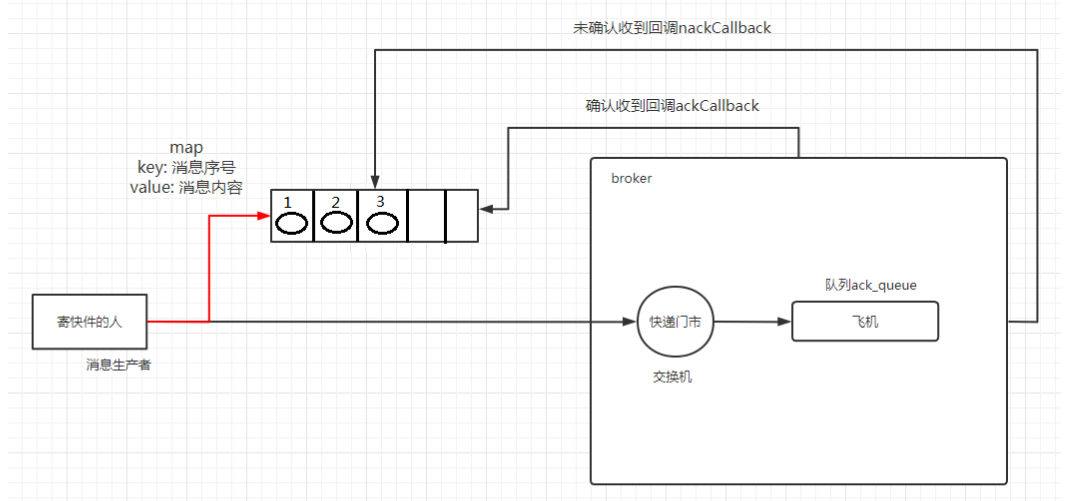 未确认收到回调nackCallback
确认收到回调ackCallback
map
key: 消息序号
value: 消息内容
1
2
3
broker
队列ack_queue
寄快件的人
快递门市
飞机
消息生产者
交换机